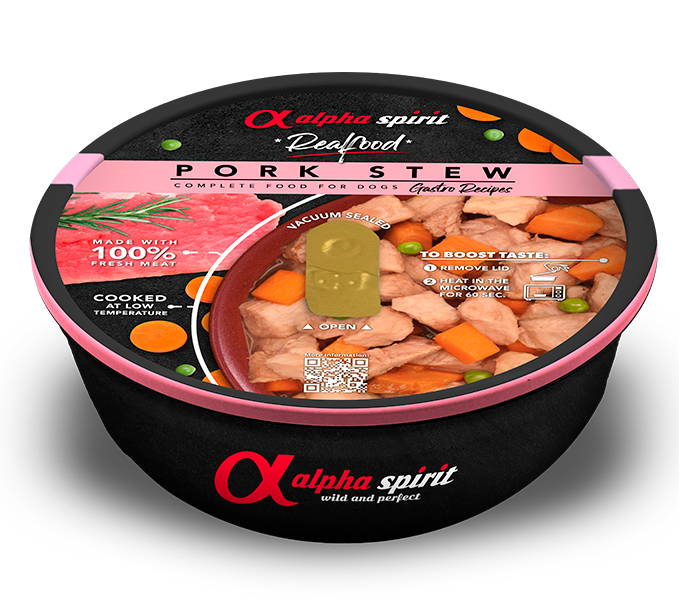 alpha spirit
*Realfood*
PORK STEW
COMPLETE FOOD FOR DOGS Gastro Recipes
VACUUM SEALED
MADE WITH
100%
FRESH MEAT
TO BOOST TASTE:
1 REMOVE LID
2 HEAT IN THE
MICROWAVE
FOR 60 SEC.
COOKED
AT LOW
TEMPERATURE
▲ OPEN ▲
More information:
alpha spirit
wild and perfect